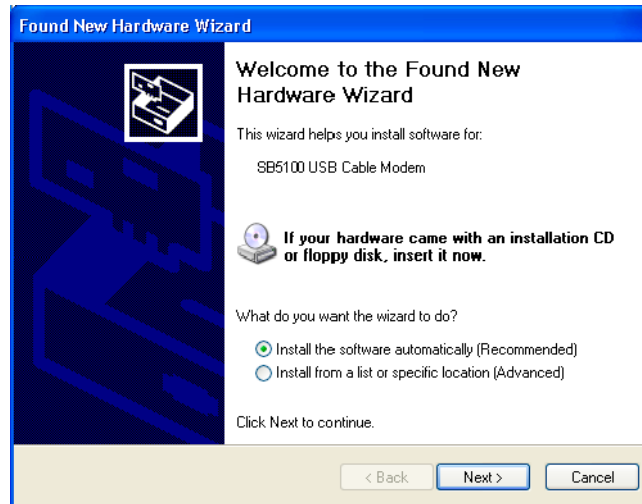 Found New Hardware Wizard
Welcome to the Found New
Hardware Wizard
This wizard helps you install software for:
SB5100 USB Cable Modem
If your hardware came with an installation CD
or floppy disk, insert it now.
What do you want the wizard to do?
Install the software automatically (Recommended)
Install from a list or specific location (Advanced)
Click Next to continue.
< Back Next > Cancel